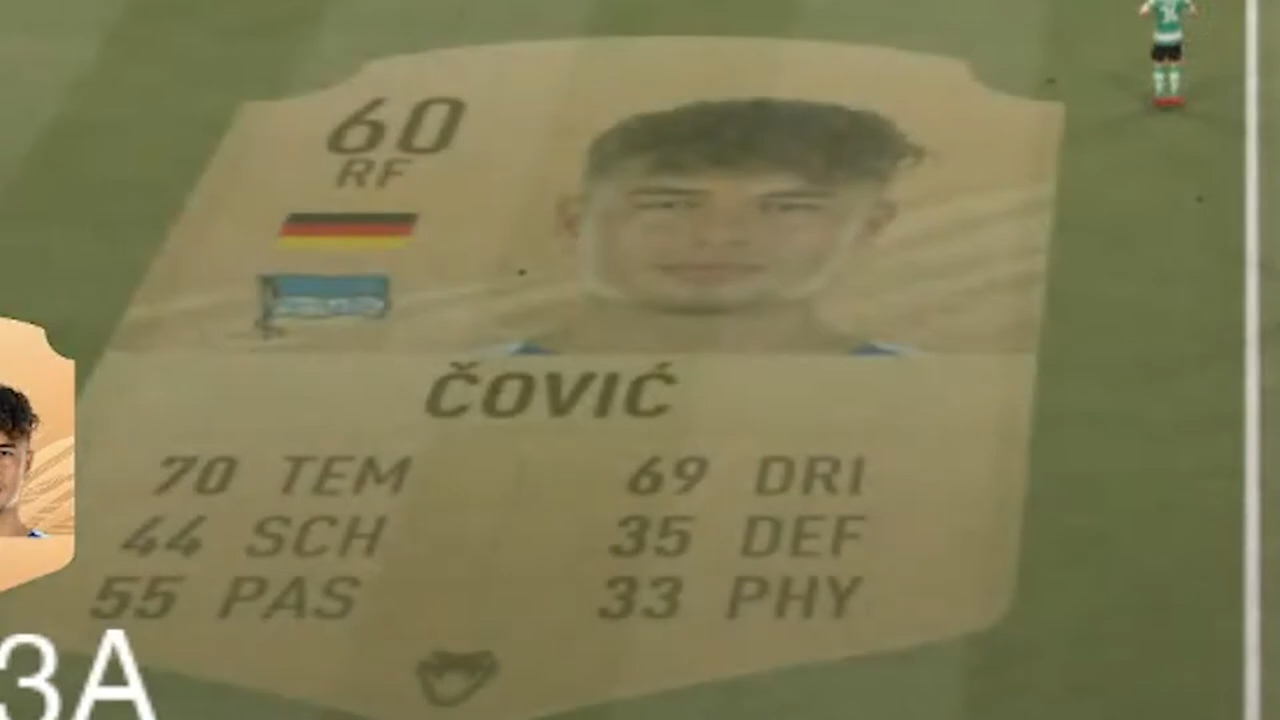 60
RF
ČOVIĆ
70 TEM 69 DRI
44 SCH 35 DEF
55 PAS 33 PHY
3A